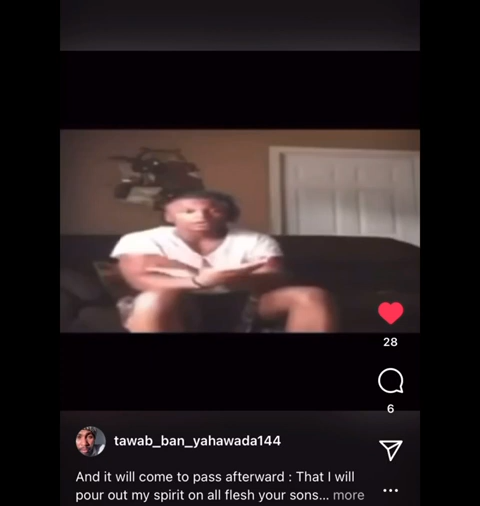 28
6
tawab_ban_yahawada144
And it will come to pass afterward : That I will
pour out my spirit on all flesh your sons... more